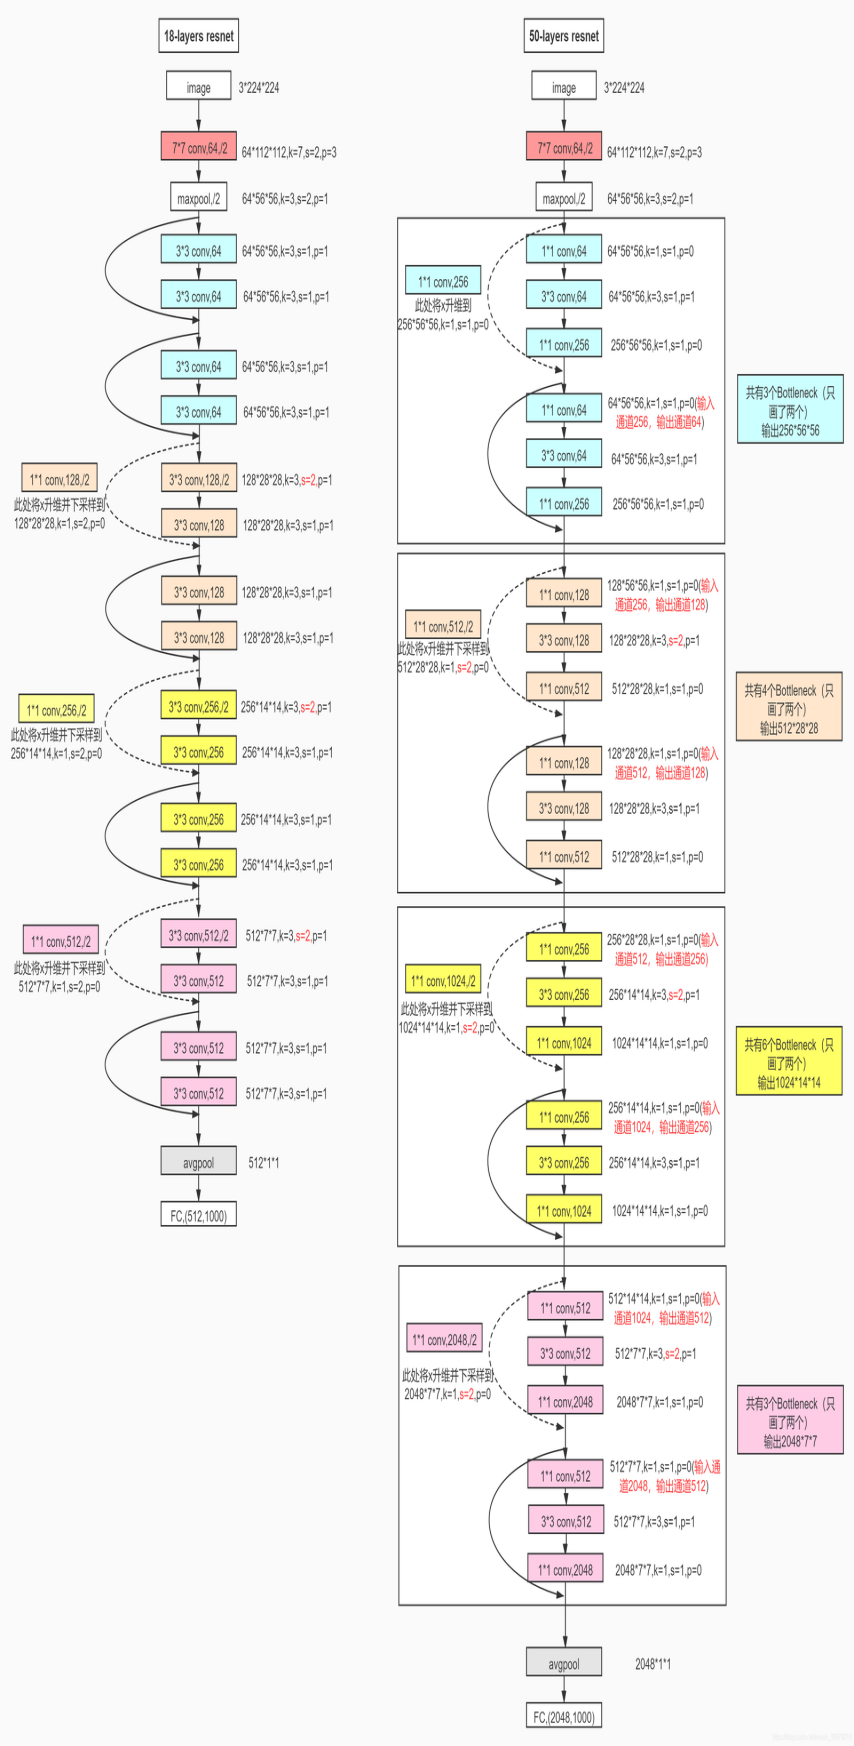 18-layers resnet
image
3*224*224
7*7 conv,64,/2
64*112*112,k=7,s=2,p=3
maxpool,/2
64*56*56,k=3,s=2,p=1
3*3 conv,64
64*56*56,k=3,s=1,p=1
3*3 conv,64
64*56*56,k=3,s=1,p=1
3*3 conv,64
64*56*56,k=3,s=1,p=1
3*3 conv,64
64*56*56,k=3,s=1,p=1
1*1 conv,128,/2
此处将x升维并下采样到
128*28*28,k=1,s=2,p=0
3*3 conv,128,/2
128*28*28,k=3,s=2,p=1
3*3 conv,128
128*28*28,k=3,s=1,p=1
3*3 conv,128
128*28*28,k=3,s=1,p=1
3*3 conv,128
128*28*28,k=3,s=1,p=1
1*1 conv,256,/2
此处将x升维并下采样到
256*14*14,k=1,s=2,p=0
3*3 conv,256,/2
256*14*14,k=3,s=2,p=1
3*3 conv,256
256*14*14,k=3,s=1,p=1
3*3 conv,256
256*14*14,k=3,s=1,p=1
3*3 conv,256
256*14*14,k=3,s=1,p=1
1*1 conv,512,/2
此处将x升维并下采样到
512*7*7,k=1,s=2,p=0
3*3 conv,512,/2
512*7*7,k=3,s=2,p=1
3*3 conv,512
512*7*7,k=3,s=1,p=1
3*3 conv,512
512*7*7,k=3,s=1,p=1
3*3 conv,512
512*7*7,k=3,s=1,p=1
avgpool
512*1*1
FC,(512,1000)
50-layers resnet
image
3*224*224
7*7 conv,64,/2
64*112*112,k=7,s=2,p=3
maxpool,/2
64*56*56,k=3,s=2,p=1
1*1 conv,256
此处将x升维到
256*56*56,k=1,s=1,p=0
1*1 conv,64
64*56*56,k=1,s=1,p=0
3*3 conv,64
64*56*56,k=3,s=1,p=1
1*1 conv,256
256*56*56,k=1,s=1,p=0
1*1 conv,64
64*56*56,k=1,s=1,p=0(输入
通道256，输出通道64)
3*3 conv,64
64*56*56,k=3,s=1,p=1
1*1 conv,256
256*56*56,k=1,s=1,p=0
共有3个Bottleneck（只
画了两个）
输出256*56*56
1*1 conv,512,/2
此处将x升维并下采样到
512*28*28,k=1,s=2,p=0
1*1 conv,128
128*56*56,k=1,s=1,p=0(输入
通道256，输出通道128)
3*3 conv,128
128*28*28,k=3,s=2,p=1
1*1 conv,512
512*28*28,k=1,s=1,p=0
1*1 conv,128
128*28*28,k=1,s=1,p=0(输入
通道512，输出通道128)
3*3 conv,128
128*28*28,k=3,s=1,p=1
1*1 conv,512
512*28*28,k=1,s=1,p=0
共有4个Bottleneck（只
画了两个）
输出512*28*28
1*1 conv,1024,/2
此处将x升维并下采样到
1024*14*14,k=1,s=2,p=0
1*1 conv,256
256*28*28,k=1,s=1,p=0(输入
通道512，输出通道256)
3*3 conv,256
256*14*14,k=3,s=2,p=1
1*1 conv,1024
1024*14*14,k=1,s=1,p=0
1*1 conv,256
256*14*14,k=1,s=1,p=0(输入
通道1024，输出通道256)
3*3 conv,256
256*14*14,k=3,s=1,p=1
1*1 conv,1024
1024*14*14,k=1,s=1,p=0
共有6个Bottleneck（只
画了两个）
输出1024*14*14
1*1 conv,2048,/2
此处将x升维并下采样到
2048*7*7,k=1,s=2,p=0
1*1 conv,512
512*14*14,k=1,s=1,p=0(输入
通道1024，输出通道512)
3*3 conv,512
512*7*7,k=3,s=2,p=1
1*1 conv,2048
2048*7*7,k=1,s=1,p=0
1*1 conv,512
512*7*7,k=1,s=1,p=0(输入通
道2048，输出通道512)
3*3 conv,512
512*7*7,k=3,s=1,p=1
1*1 conv,2048
2048*7*7,k=1,s=1,p=0
共有3个Bottleneck（只
画了两个）
输出2048*7*7
avgpool
2048*1*1
FC,(2048,1000)